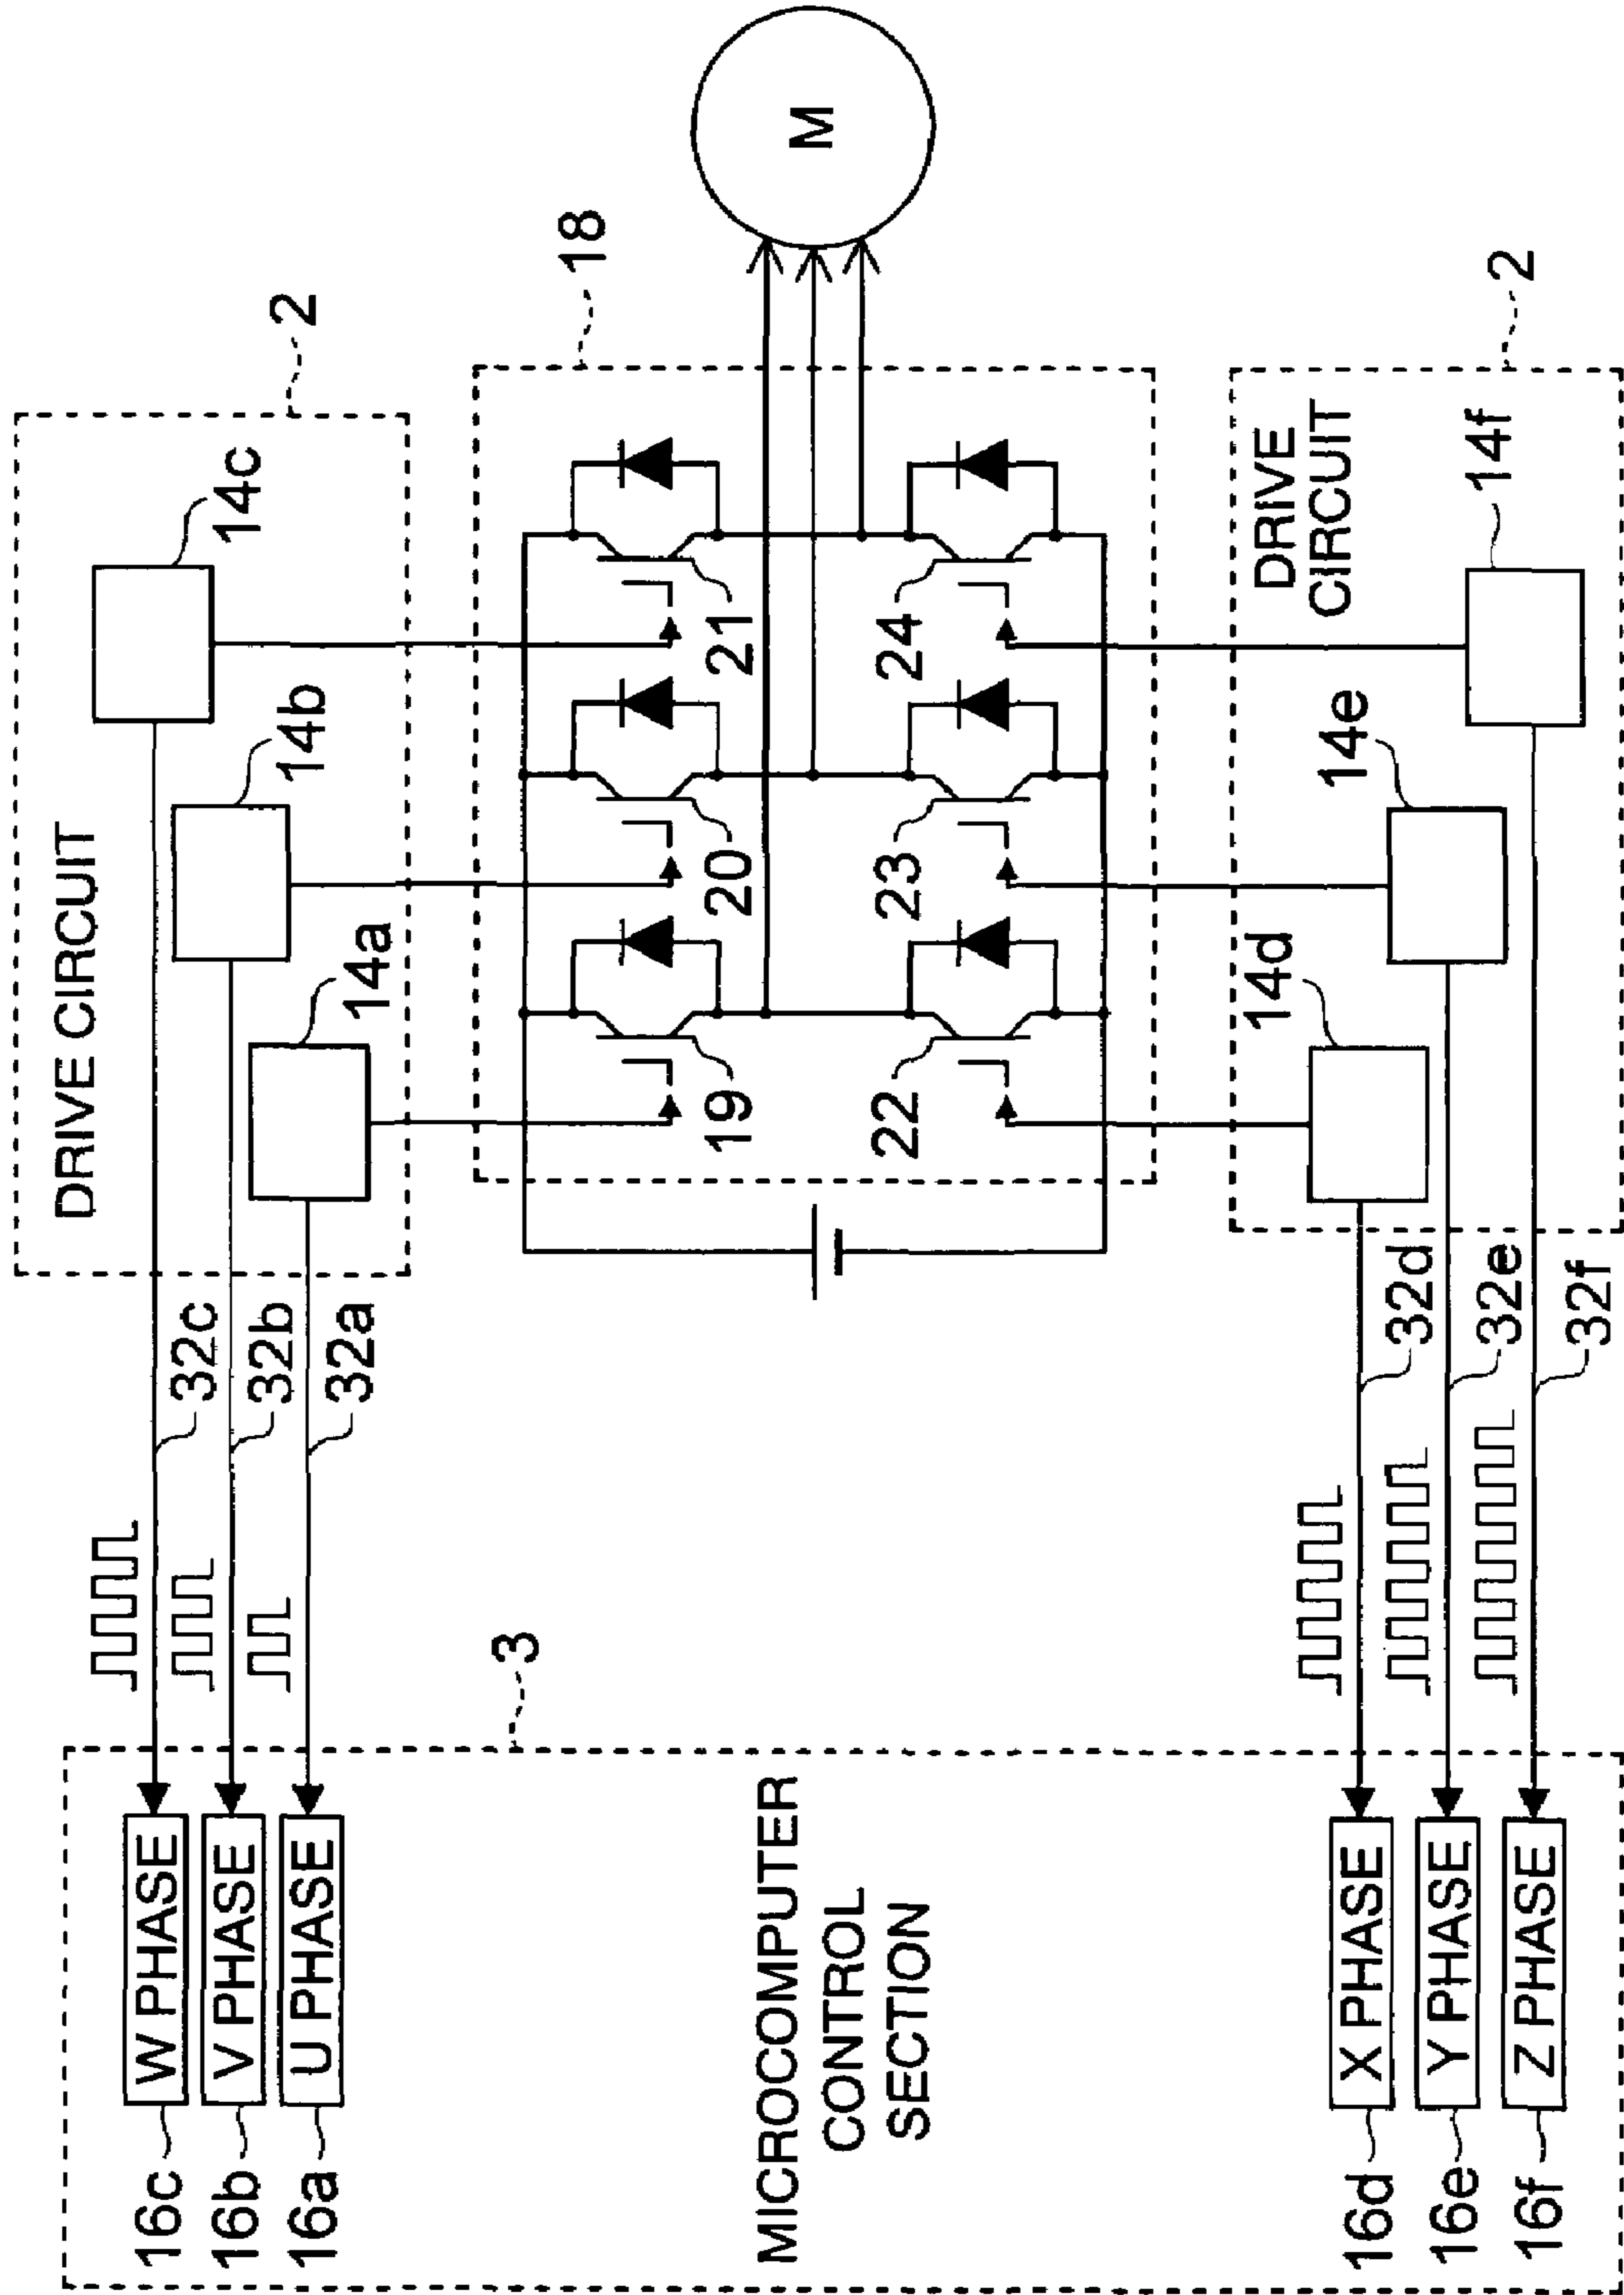 16c
W PHASE
16b
V PHASE
16a
U PHASE
3
32c
32b
32a
DRIVE CIRCUIT
2
14a
14b
14c
MICROCOMPUTER
CONTROL
SECTION
18
19
20
21
22
23
24
M
16d
X PHASE
16e
Y PHASE
16f
Z PHASE
32d
32e
32f
DRIVE
CIRCUIT
2
14d
14e
14f